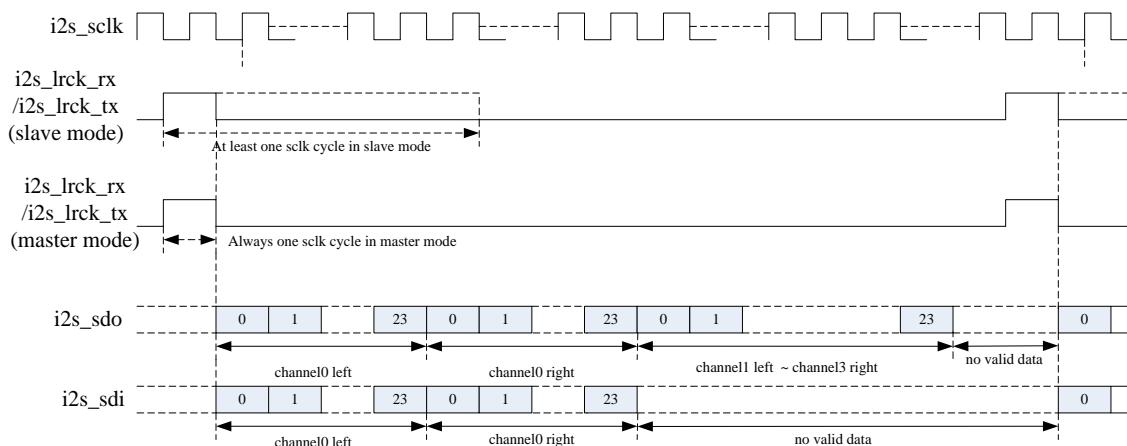 i2s_sclk
i2s_lrck_rx
/i2s_lrck_tx
(slave mode)
At least one sclk cycle in slave mode
i2s_lrck_rx
/i2s_lrck_tx
(master mode)
Always one sclk cycle in master mode
i2s_sdo 0 1 23 0 1 23 0 1 23 0
channel0 left channel0 right channel1 left ~ channel3 right no valid data
i2s_sdi 0 1 23 0 1 23 0
channel0 left channel0 right no valid data